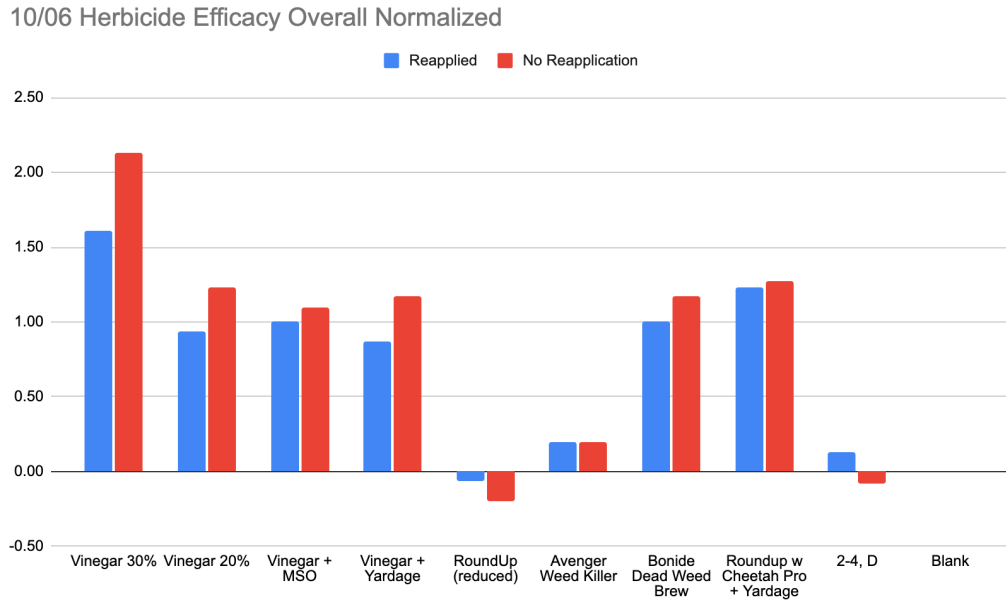 10/06 Herbicide Efficacy Overall Normalized
Reapplied No Reapplication
2.50
2.00
1.50
1.00
0.50
0.00
-0.50
Vinegar 30% Vinegar 20% Vinegar + Vinegar + RoundUp Avenger Bonide Roundup w 2-4, D Blank
MSO Yardage (reduced) Weed Killer Dead Weed Cheetah Pro
Brew + Yardage